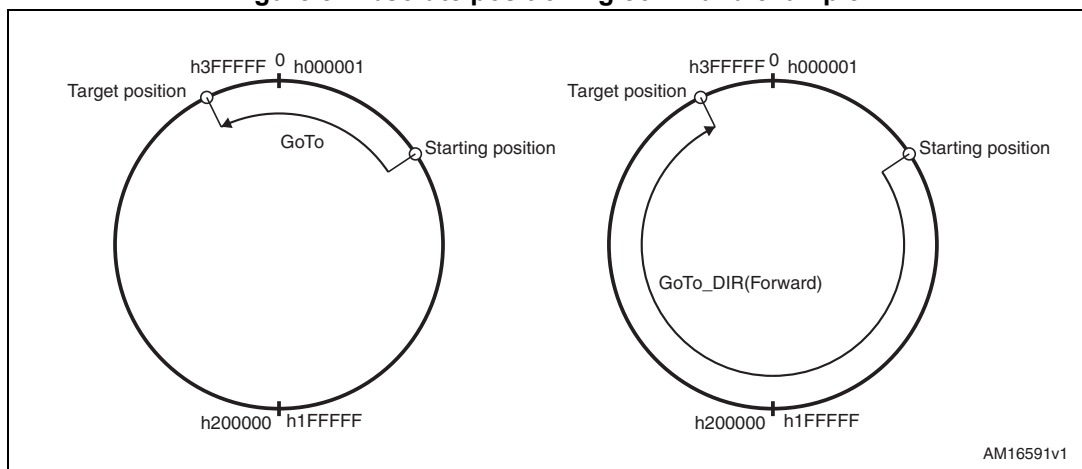 h3FFFFF 0 h000001
Target position
GoTo
Starting position
h200000 h1FFFFF
h3FFFFF 0 h000001
Target position
Starting position
GoTo_DIR(Forward)
h200000 h1FFFFF
AM16591v1